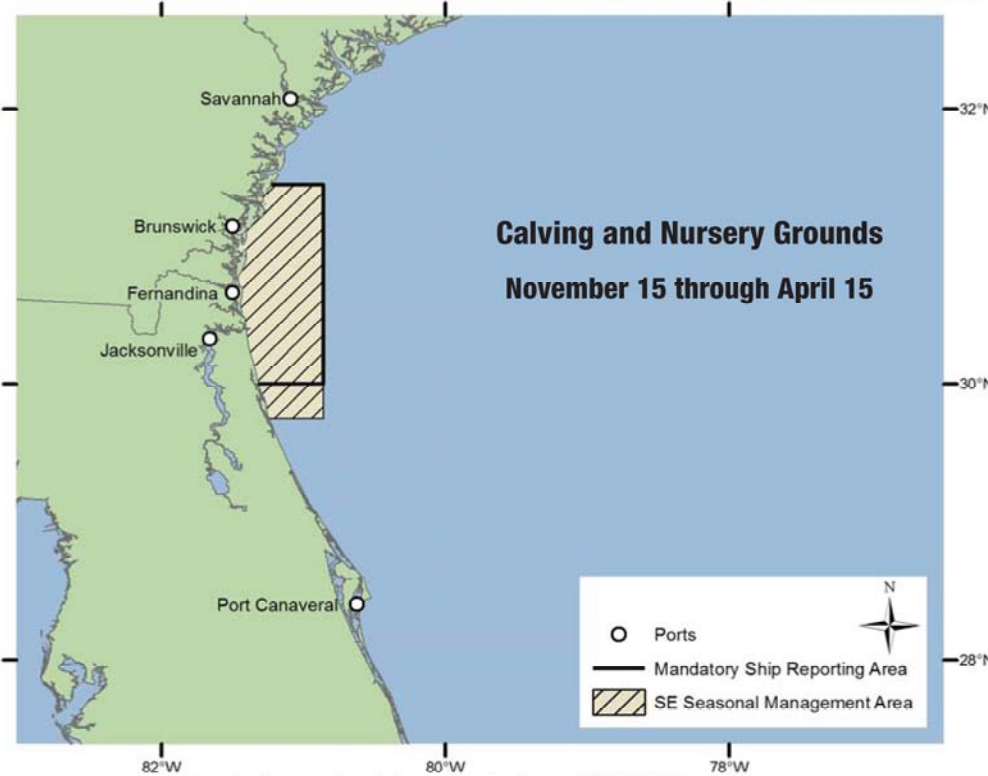 Savannah
32°N
Brunswick
Calving and Nursery Grounds
November 15 through April 15
Fernandina
Jacksonville
30°N
Port Canaveral
N
Ports
Mandatory Ship Reporting Area
28°N
SE Seasonal Management Area
82°W
80°W
78°W